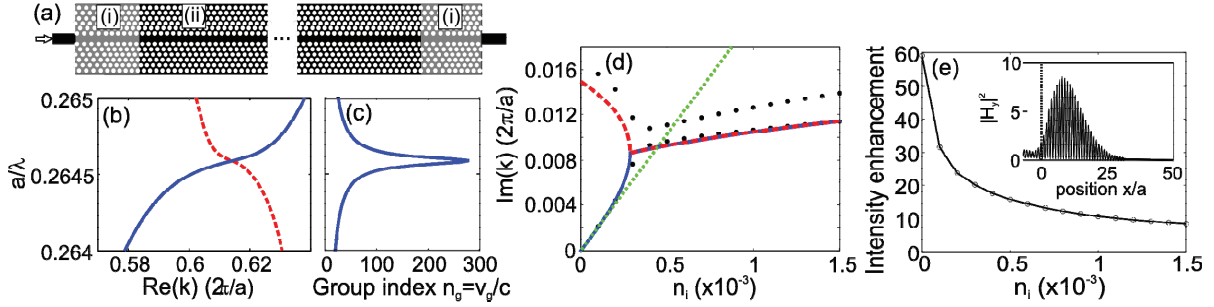 (a) (i) (ii) ... (i)
(b)
a/λ
0.265
0.2645
0.264
0.58 0.60 0.62
Re(k) (2π/a)
(c)
0 100 200 300
Group index n_g=v_g/c
(d)
Im(k) (2π/a)
0.016
0.012
0.008
0.004
0
0 0.5 1 1.5
n_i (x10^-3)
(e)
Intensity enhancement
60
50
40
30
20
10
0
0 0.5 1 1.5
n_i (x10^-3)
|H_y|^2
10
5
0
0 50
position x/a